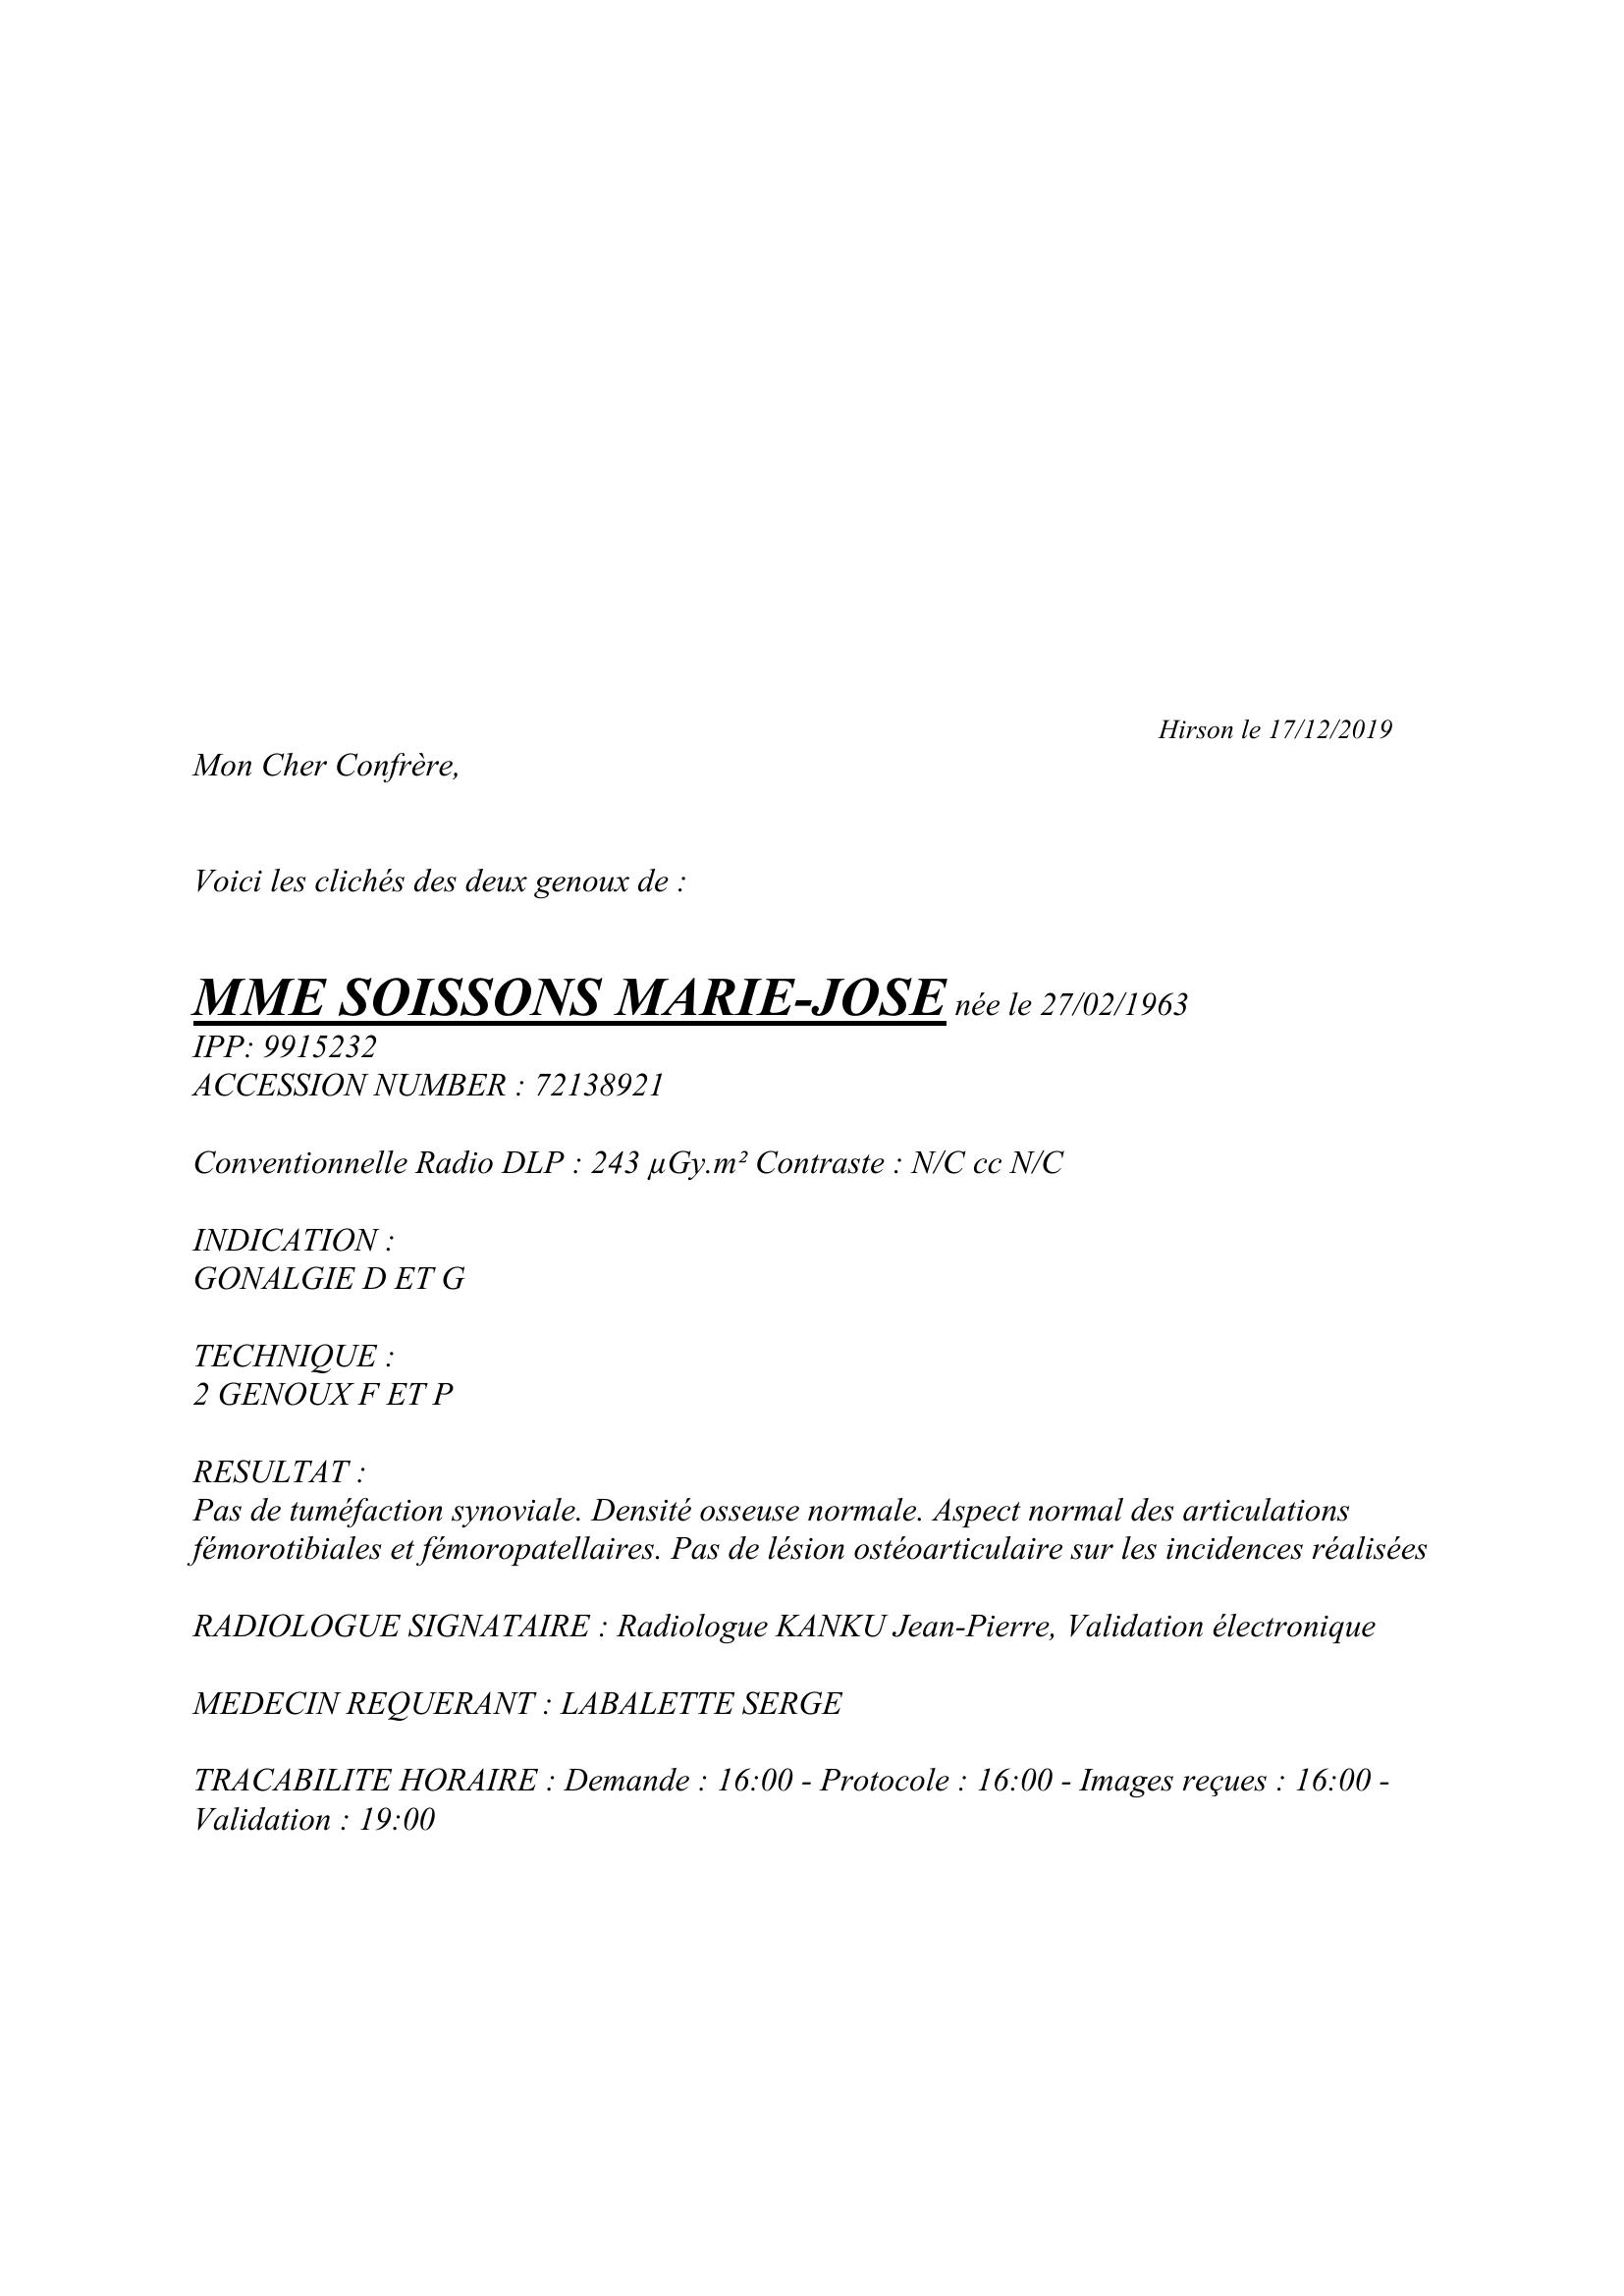 Hirson le 17/12/2019
Mon Cher Confrère,
Voici les clichés des deux genoux de :
MME SOISSONS MARIE-JOSE née le 27/02/1963
IPP: 9915232
ACCESSION NUMBER : 72138921
Conventionnelle Radio DLP : 243 µGy.m² Contraste : N/C cc N/C
INDICATION :
GONALGIE D ET G
TECHNIQUE :
2 GENOUX F ET P
RESULTAT :
Pas de tuméfaction synoviale. Densité osseuse normale. Aspect normal des articulations
fémorotibiales et fémoropatellaires. Pas de lésion ostéoarticulaire sur les incidences réalisées
RADIOLOGUE SIGNATAIRE : Radiologue KANKU Jean-Pierre, Validation électronique
MEDECIN REQUERANT : LABALETTE SERGE
TRACABILITE HORAIRE : Demande : 16:00 - Protocole : 16:00 - Images reçues : 16:00 -
Validation : 19:00